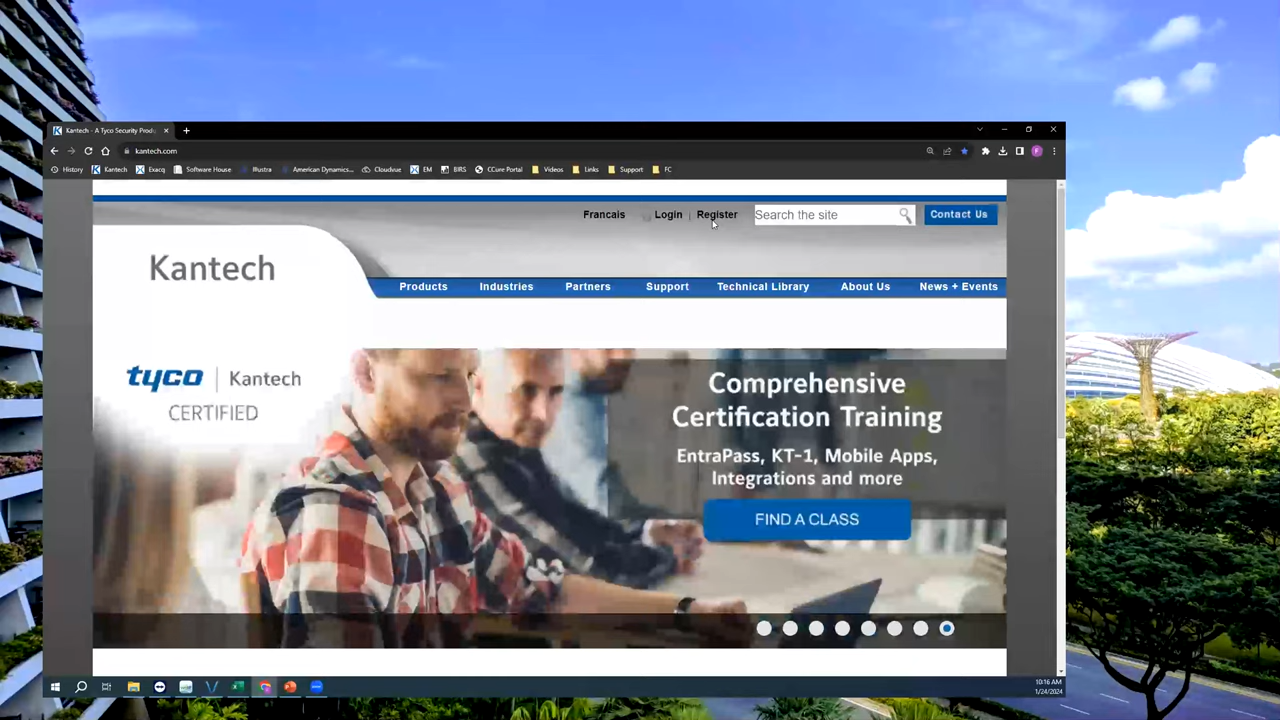 Kantech - A Tyco Security Produ
kantech.com
History Kantech Exacq Software House Illustra American Dynamics... Cloudvue EM BIRS CCure Portal Videos Links Support FC
Francais Login | Register Search the site Contact Us
Kantech
Products Industries Partners Support Technical Library About Us News + Events
tyco | Kantech
CERTIFIED
Comprehensive
Certification Training
EntraPass, KT-1, Mobile Apps,
Integrations and more
FIND A CLASS
10:16 AM
1/24/2024